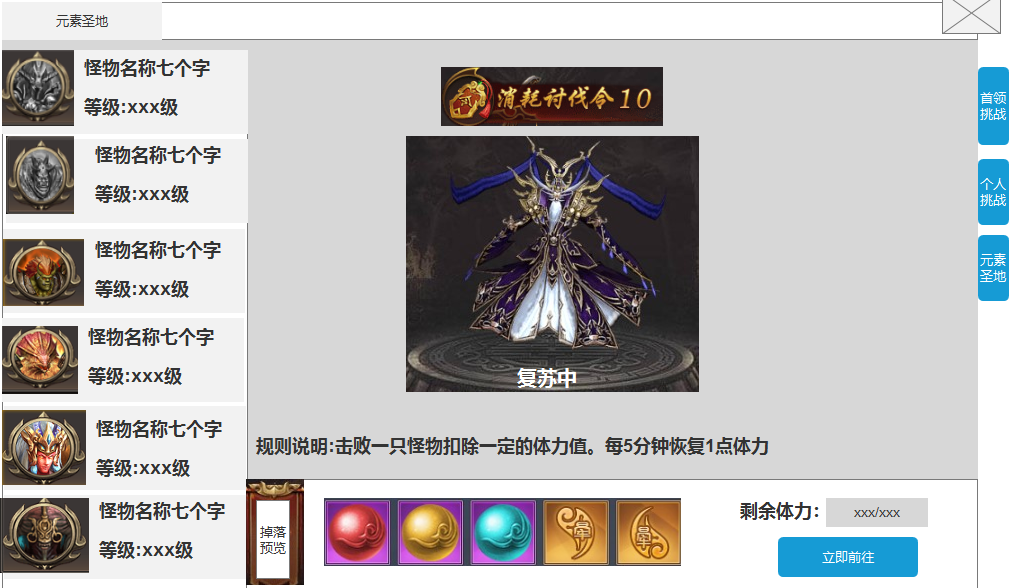 元素圣地
怪物名称七个字
等级:xxx级
怪物名称七个字
等级:xxx级
怪物名称七个字
等级:xxx级
怪物名称七个字
等级:xxx级
怪物名称七个字
等级:xxx级
怪物名称七个字
等级:xxx级
消耗讨伐令10
复苏中
规则说明:击败一只怪物扣除一定的体力值。每5分钟恢复1点体力
掉落
预览
剩余体力：
xxx/xxx
立即前往
首领
挑战
个人
挑战
元素
圣地